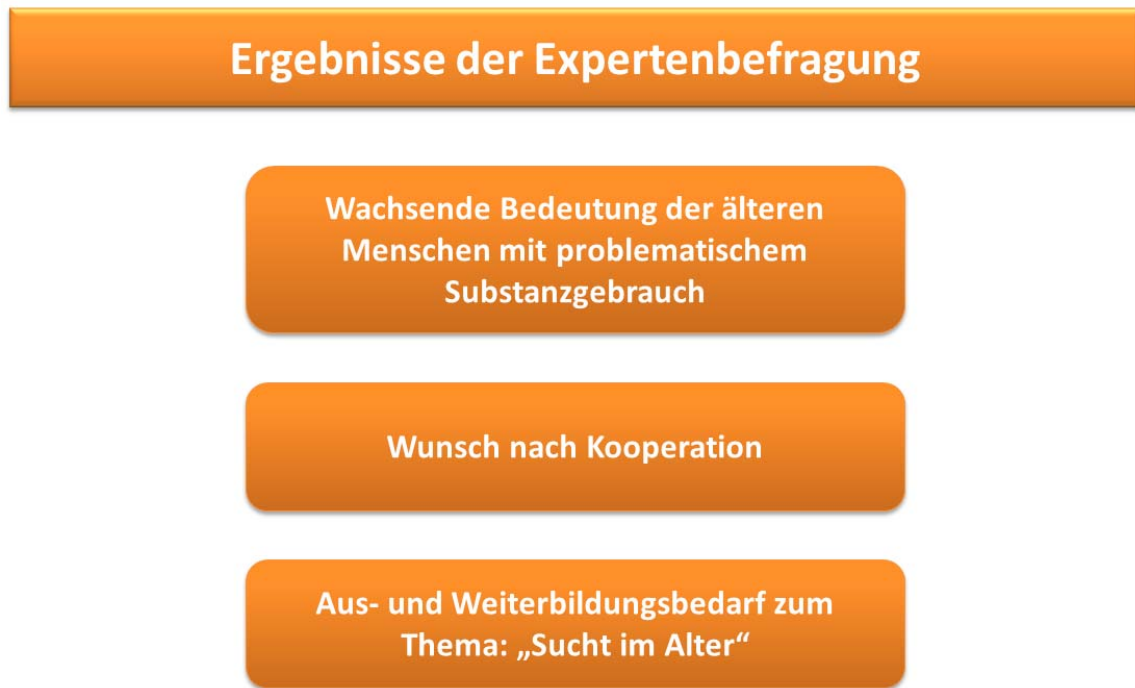 Ergebnisse der Expertenbefragung
Wachsende Bedeutung der älteren
Menschen mit problematischem
Substanzgebrauch
Wunsch nach Kooperation
Aus- und Weiterbildungsbedarf zum
Thema: „Sucht im Alter“